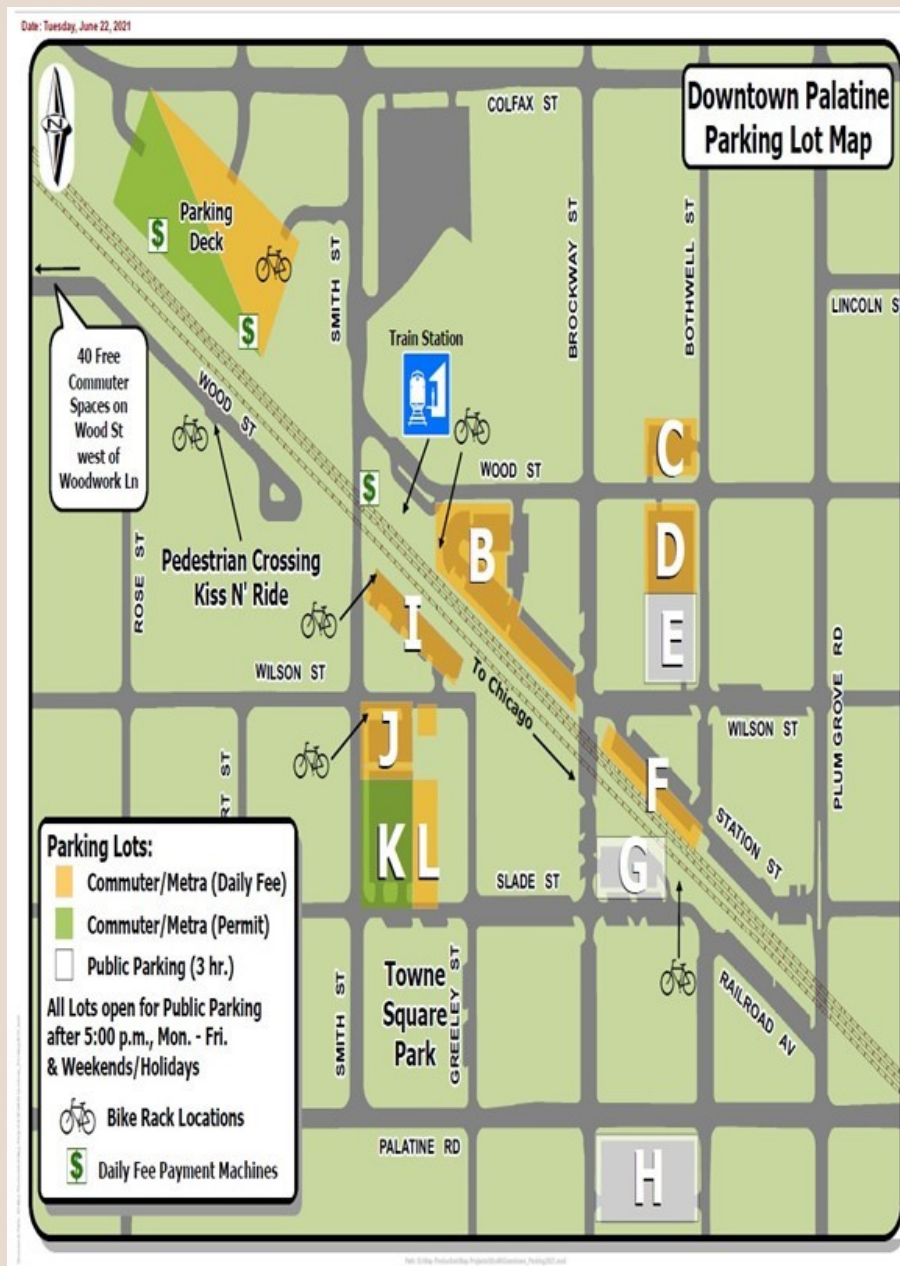 Date: Tuesday, June 22, 2021
Downtown Palatine
Parking Lot Map
COLFAX ST
N
Parking
Deck
$
$
SMITH ST
BROCKWAY ST
BOTHWELL ST
LINCOLN S
Train Station
40 Free
Commuter
Spaces on
Wood St
west of
Woodwork Ln
WOOD ST
WOOD ST
$
C
B
D
E
Pedestrian Crossing
Kiss N' Ride
ROSE ST
I
WILSON ST
To Chicago
PLUM GROVE RD
J
WILSON ST
F
RT ST
K
L
G
STATION ST
SLADE ST
Parking Lots:
Commuter/Metra (Daily Fee)
Commuter/Metra (Permit)
Public Parking (3 hr.)
All Lots open for Public Parking
after 5:00 p.m., Mon. - Fri.
& Weekends/Holidays
Bike Rack Locations
$ Daily Fee Payment Machines
SMITH ST
Towne
Square
Park
GREELEY ST
RAILROAD AV
PALATINE RD
H